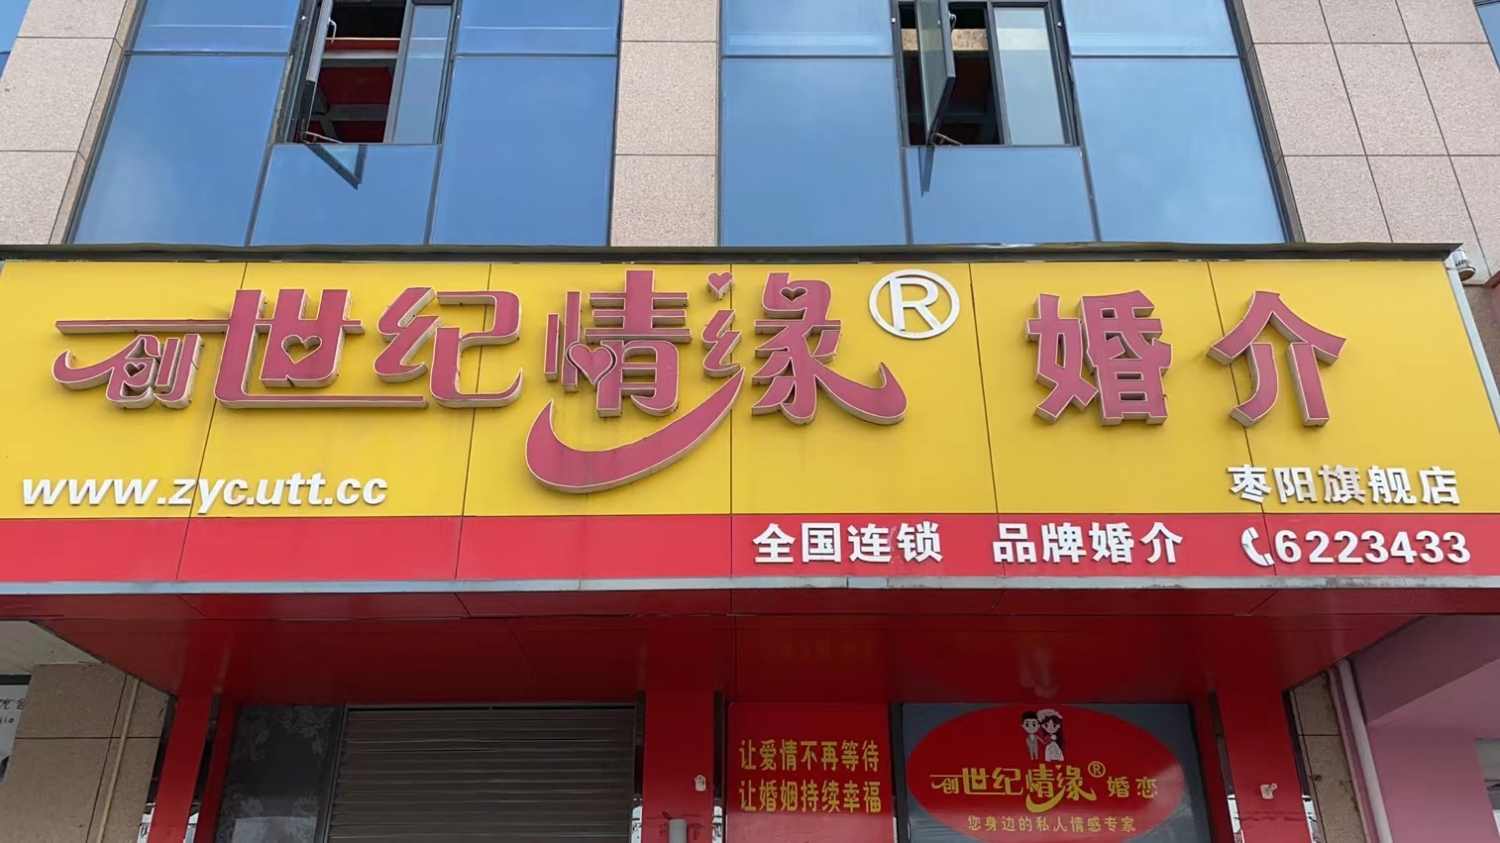 创世纪情缘® 婚介
www.zyc.utt.cc
枣阳旗舰店
全国连锁 品牌婚介 6223433
让爱情不再等待
让婚姻持续幸福
创世纪情缘® 婚恋
您身边的私人情感专家